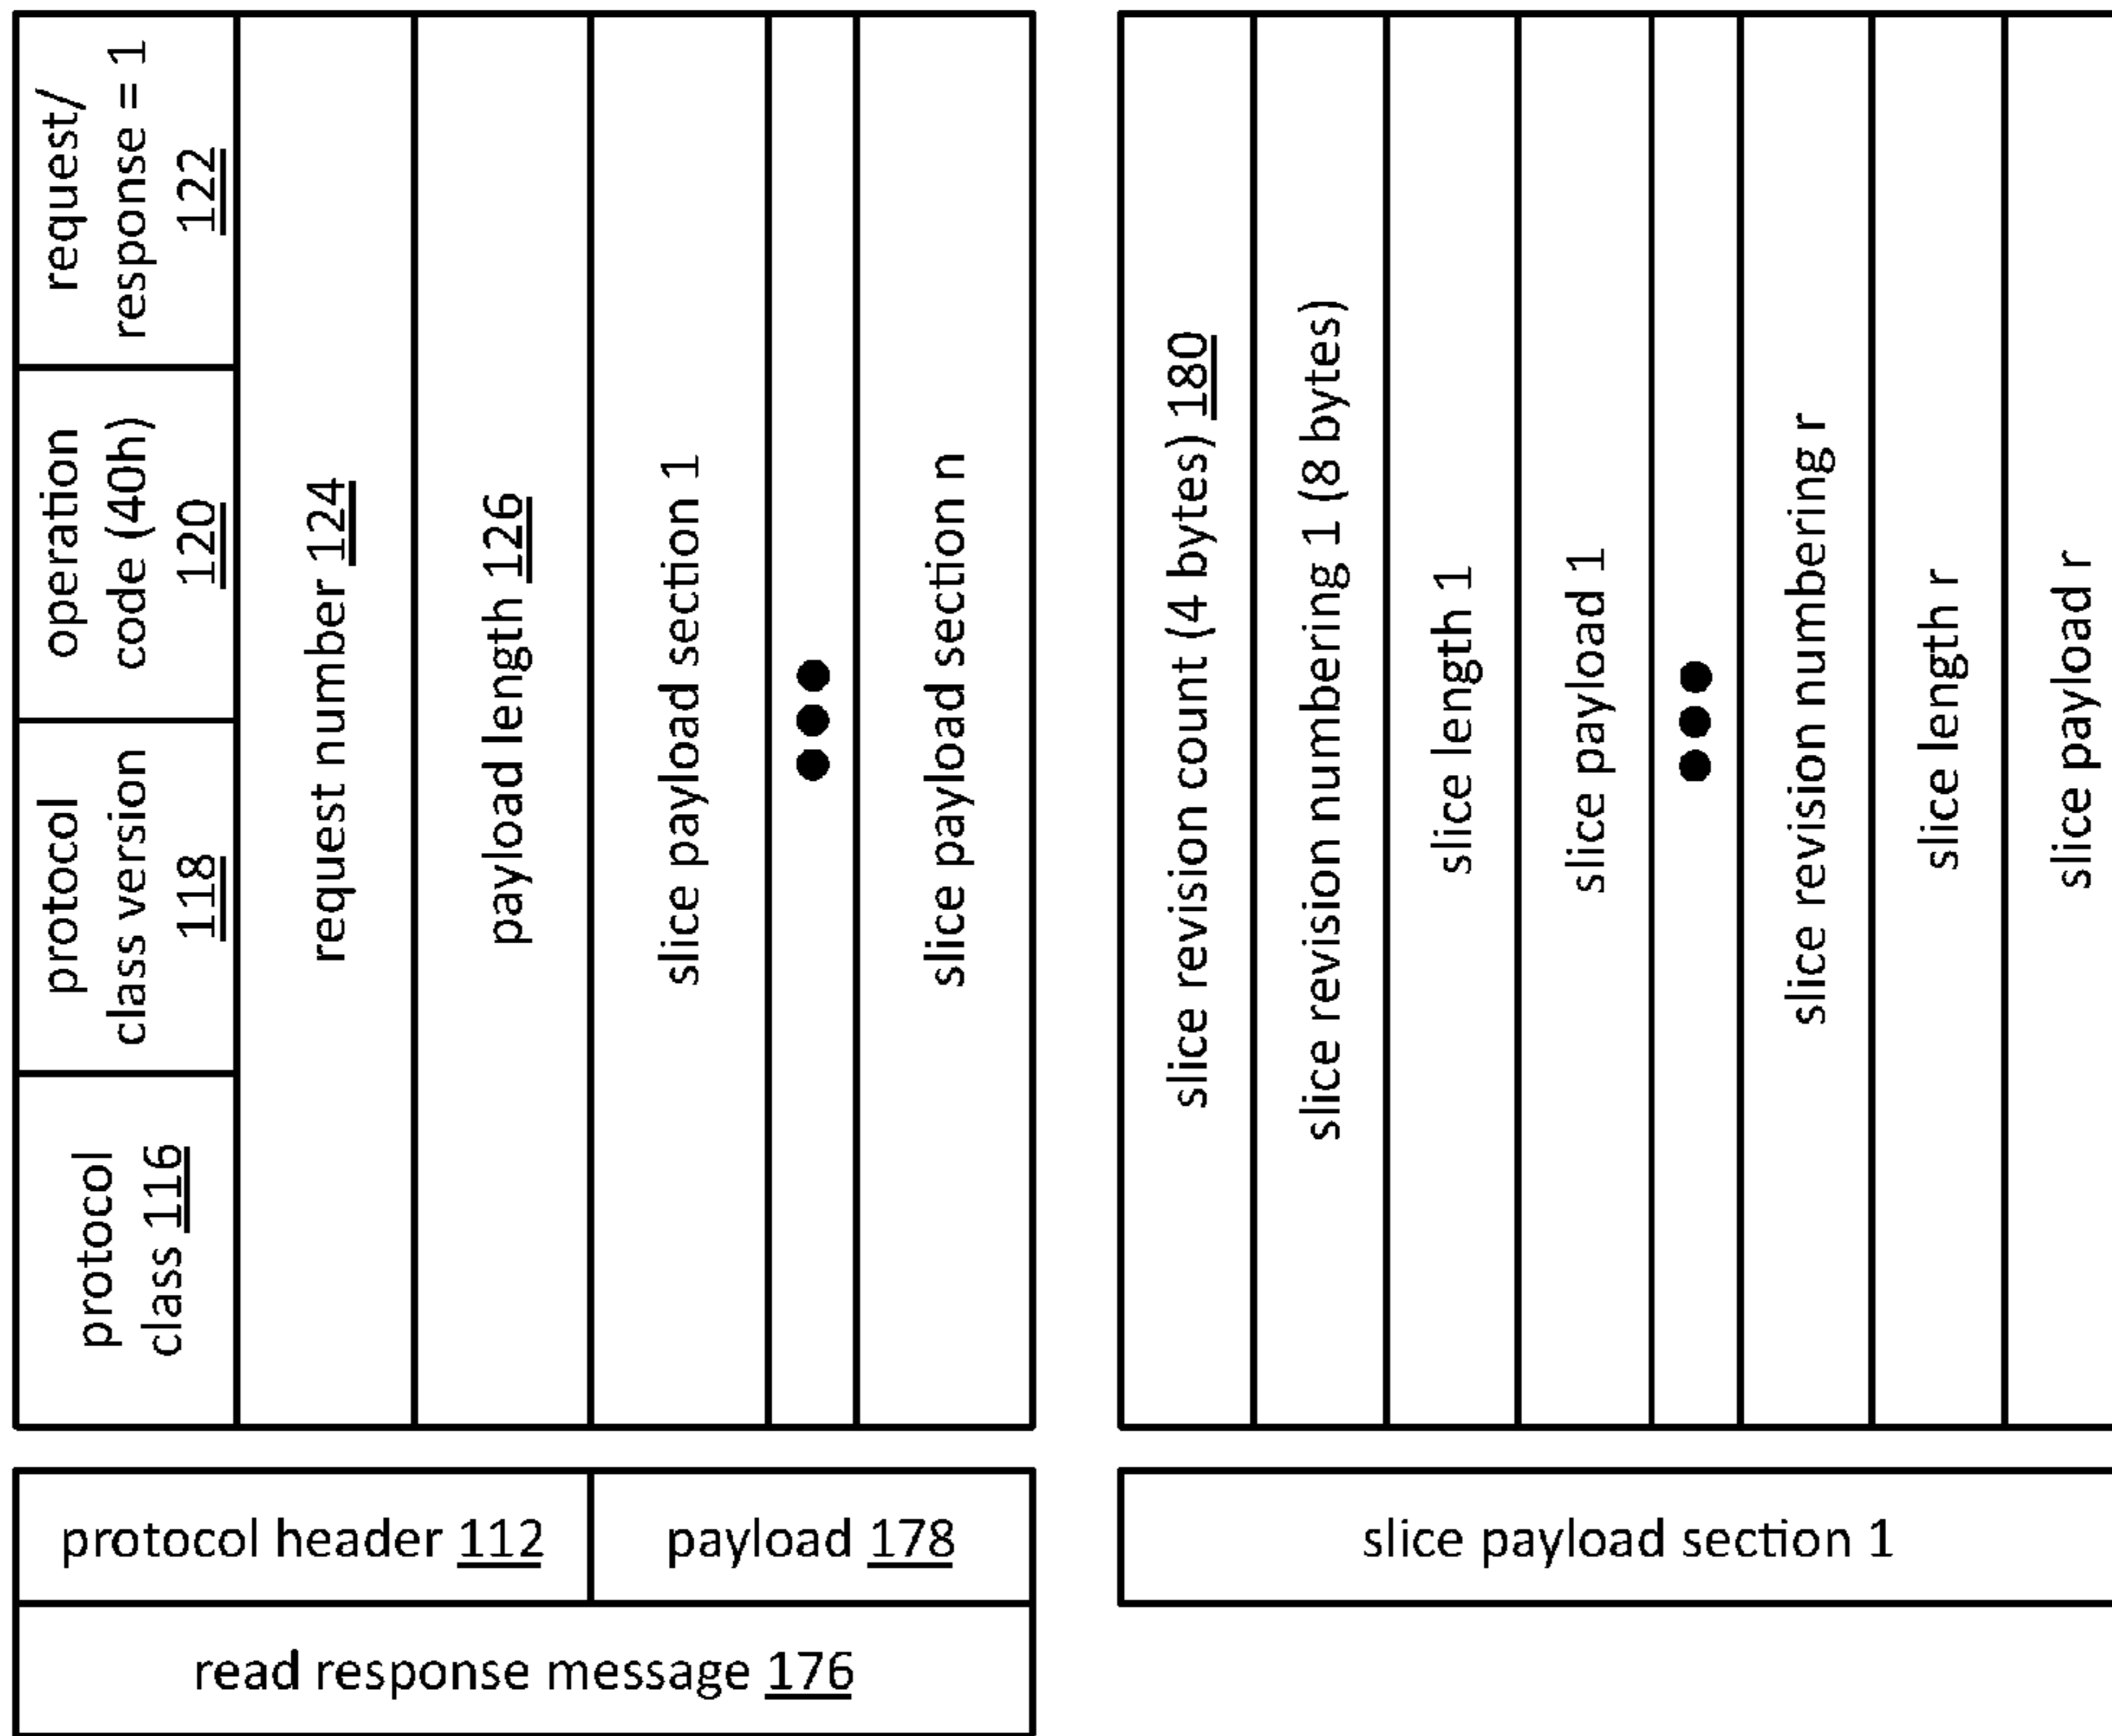 protocol
class 116
protocol
class version
118
operation
code (40h)
120
request/
response = 1
122
request number 124
payload length 126
slice payload section 1
slice payload section n
protocol header 112
payload 178
read response message 176
slice revision count (4 bytes) 180
slice revision numbering 1 (8 bytes)
slice length 1
slice payload 1
slice revision numbering r
slice length r
slice payload r
slice payload section 1